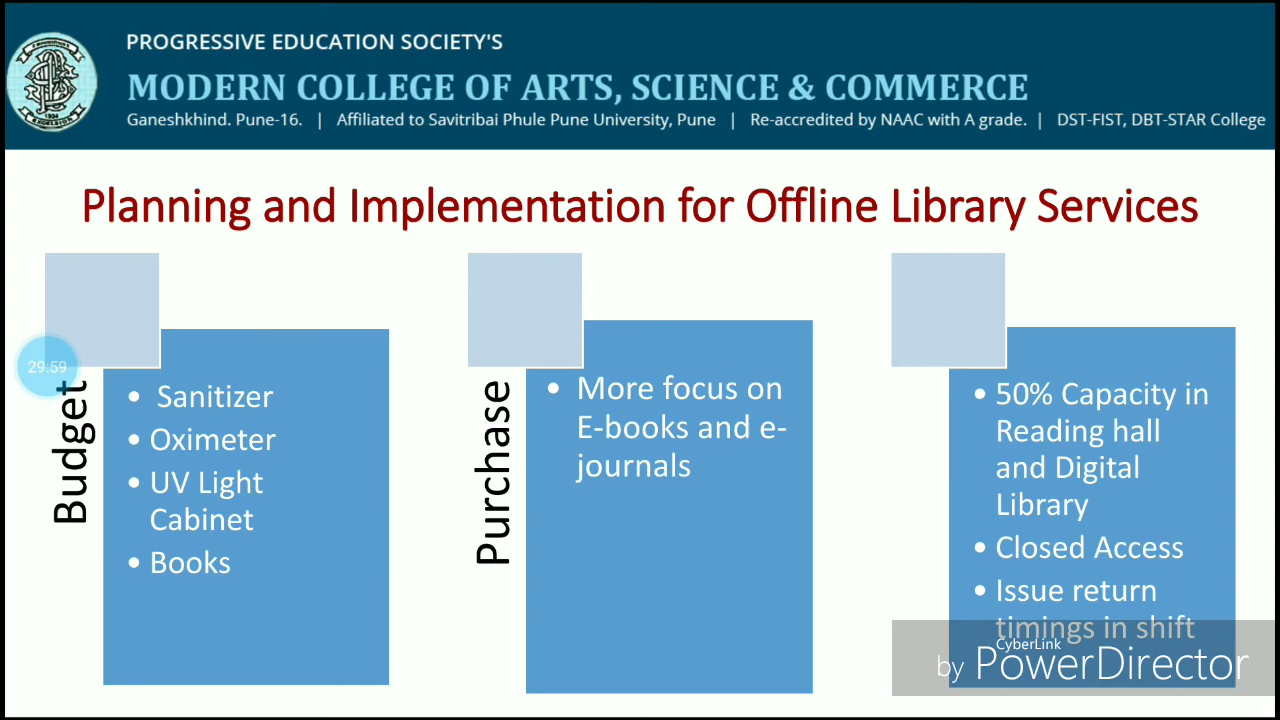 PROGRESSIVE EDUCATION SOCIETY'S
MODERN COLLEGE OF ARTS, SCIENCE & COMMERCE
Ganeshkhind. Pune-16. | Affiliated to Savitribai Phule Pune University, Pune | Re-accredited by NAAC with A grade. | DST-FIST, DBT-STAR College
1934
Planning and Implementation for Offline Library Services
29:59
Budget
• Sanitizer
• Oximeter
• UV Light
Cabinet
• Books
Purchase
• More focus on
E-books and e-
journals
• 50% Capacity in
Reading hall
and Digital
Library
• Closed Access
• Issue return
timings in shift
by CyberLink
PowerDirector